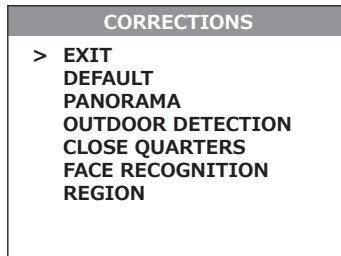 CORRECTIONS
> EXIT
DEFAULT
PANORAMA
OUTDOOR DETECTION
CLOSE QUARTERS
FACE RECOGNITION
REGION